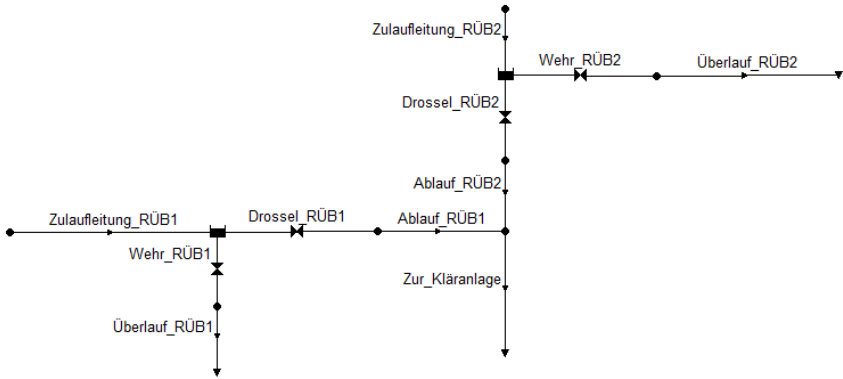 Zulaufleitung_RÜB2
Wehr_RÜB2
Überlauf_RÜB2
Drossel_RÜB2
Ablauf_RÜB2
Zulaufleitung_RÜB1
Drossel_RÜB1
Ablauf_RÜB1
Wehr_RÜB1
Zur_Kläranlage
Überlauf_RÜB1